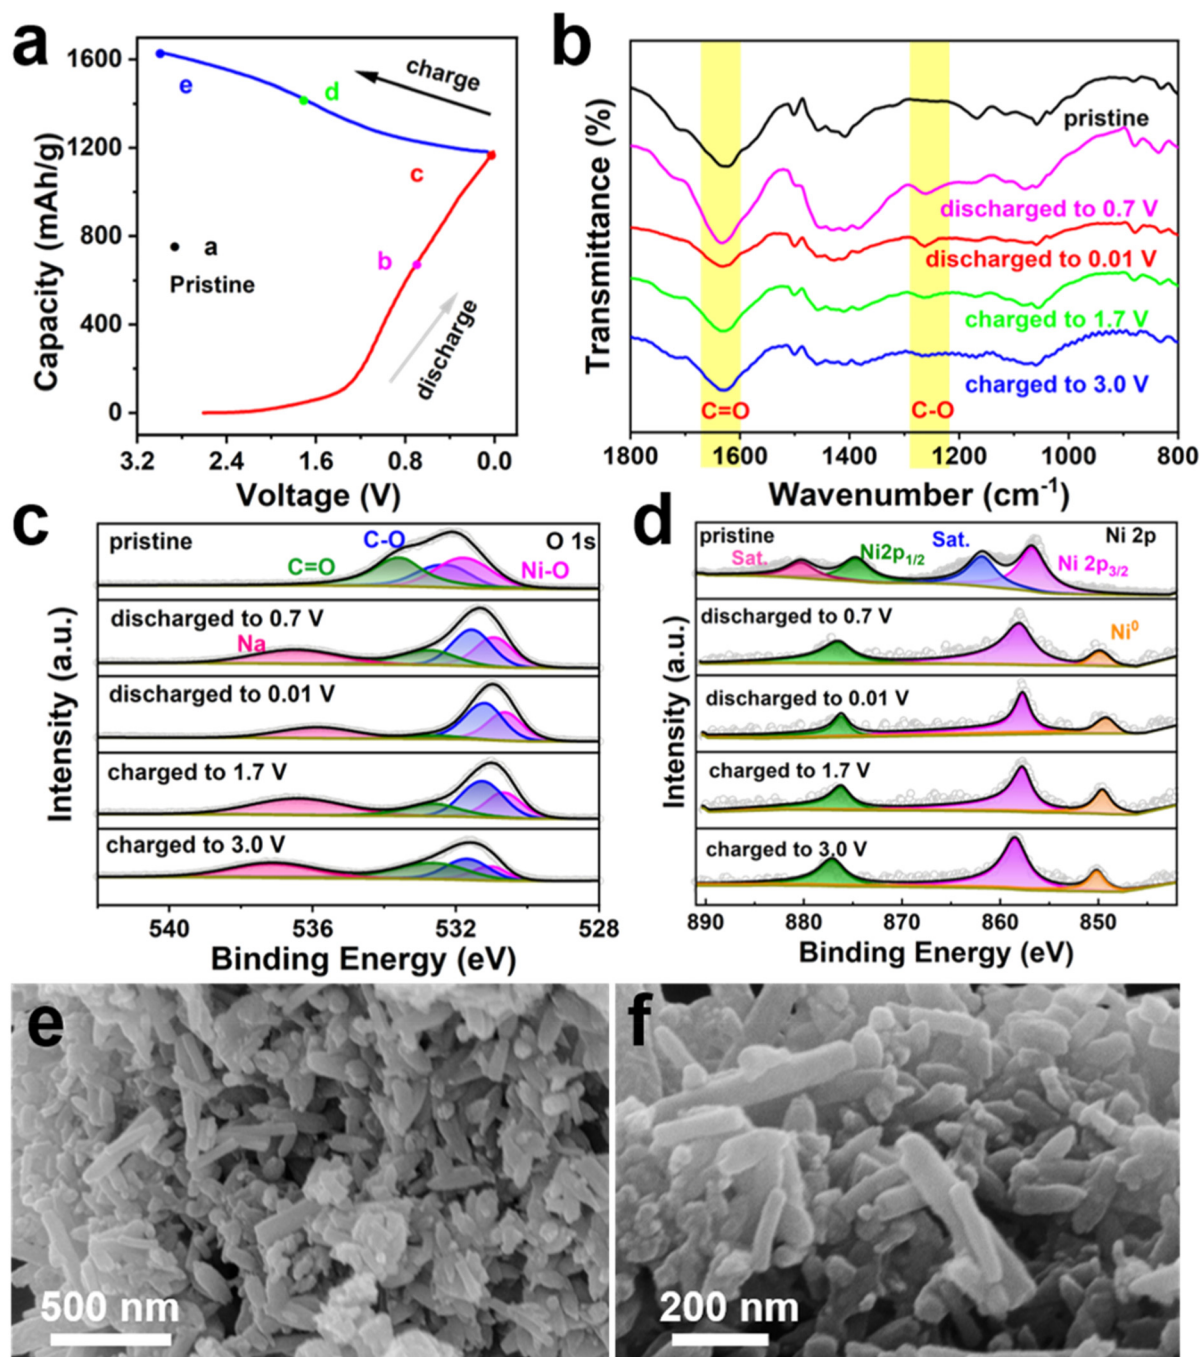 a
1600
1200
800
400
0
Capacity (mAh/g)
charge
e
d
c
b
a
Pristine
discharge
3.2
2.4
1.6
0.8
0.0
Voltage (V)
b
Transmittance (%)
pristine
discharged to 0.7 V
discharged to 0.01 V
charged to 1.7 V
charged to 3.0 V
C=O
C-O
1800
1600
1400
1200
1000
800
Wavenumber (cm-1)
c
Intensity (a.u.)
pristine
C-O
O 1s
C=O
Ni-O
discharged to 0.7 V
Na
discharged to 0.01 V
charged to 1.7 V
charged to 3.0 V
540
536
532
528
Binding Energy (eV)
d
Intensity (a.u.)
pristine
Sat.
Ni 2p
Sat.
Ni2p1/2
Ni 2p3/2
discharged to 0.7 V
Ni0
discharged to 0.01 V
charged to 1.7 V
charged to 3.0 V
890
880
870
860
850
Binding Energy (eV)
e
500 nm
f
200 nm